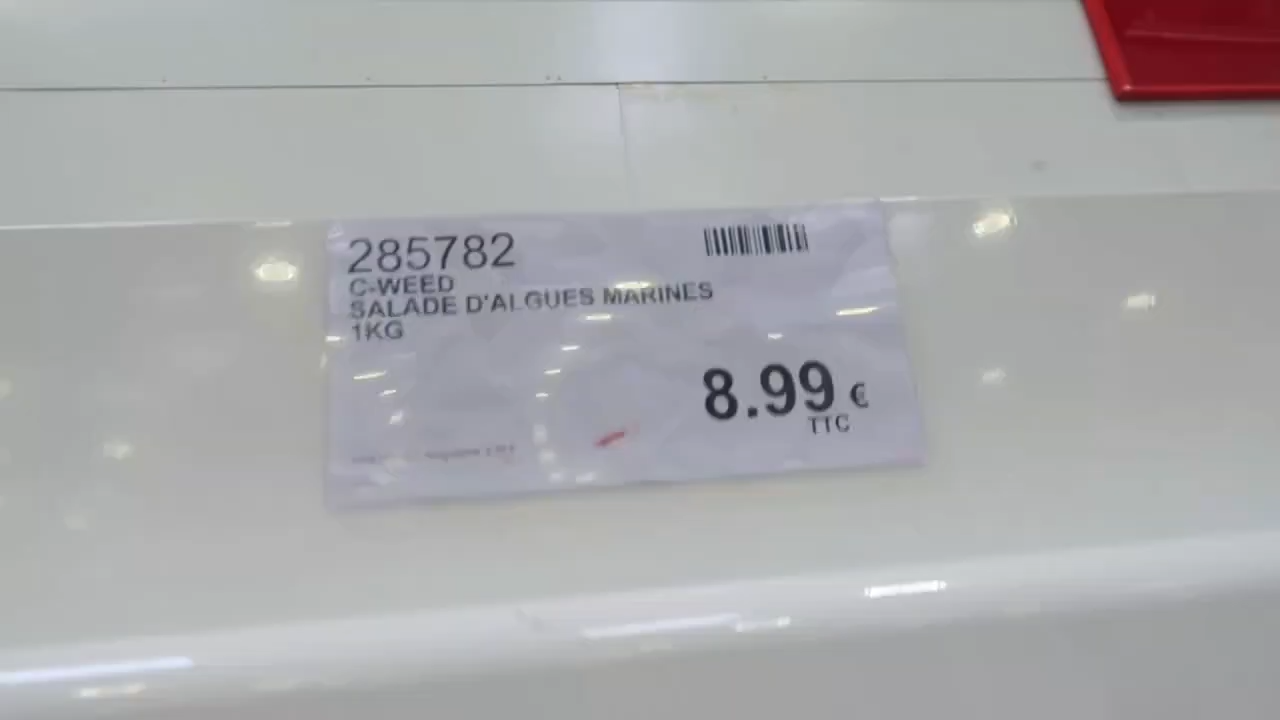 285782
C-WEED
SALADE D'ALGUES MARINES
1KG
8.99 €
TTC